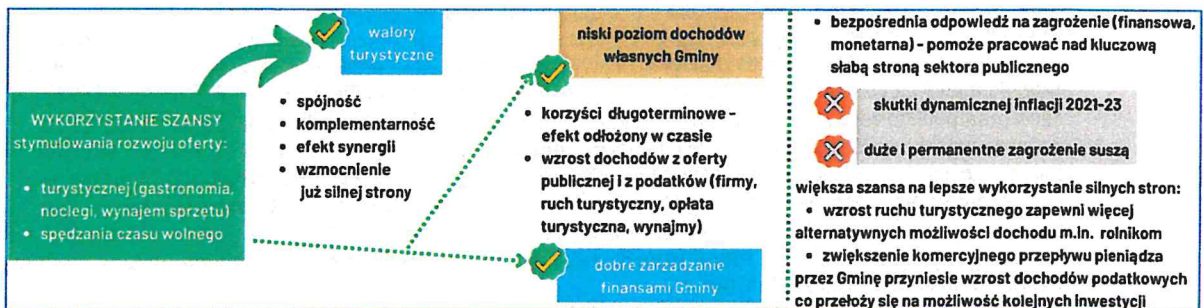 WYKORZYSTANIE SZANSY
stymulowania rozwoju oferty:
• turystycznej (gastronomia,
noclegi, wynajem sprzętu)
• spędzania czasu wolnego
walory
turystyczne
• spójność
• komplementarność
• efekt synergii
• wzmocnienie
już silnej strony
niski poziom dochodów
własnych Gminy
• korzyści długoterminowe -
efekt odłożony w czasie
• wzrost dochodów z oferty
publicznej i z podatków (firmy,
ruch turystyczny, opłata
turystyczna, wynajmy)
dobre zarządzanie
finansami Gminy
• bezpośrednia odpowiedź na zagrożenie (finansowa,
monetarna) - pomoże pracować nad kluczową
słabą stroną sektora publicznego
skutki dynamicznej inflacji 2021-23
duże i permanentne zagrożenie suszą
większa szansa na lepsze wykorzystanie silnych stron:
• wzrost ruchu turystycznego zapewni więcej
alternatywnych możliwości dochodu m.in. rolnikom
• zwiększenie komercyjnego przepływu pieniądza
przez Gminę przyniesie wzrost dochodów podatkowych
co przełoży się na możliwość kolejnych inwestycji